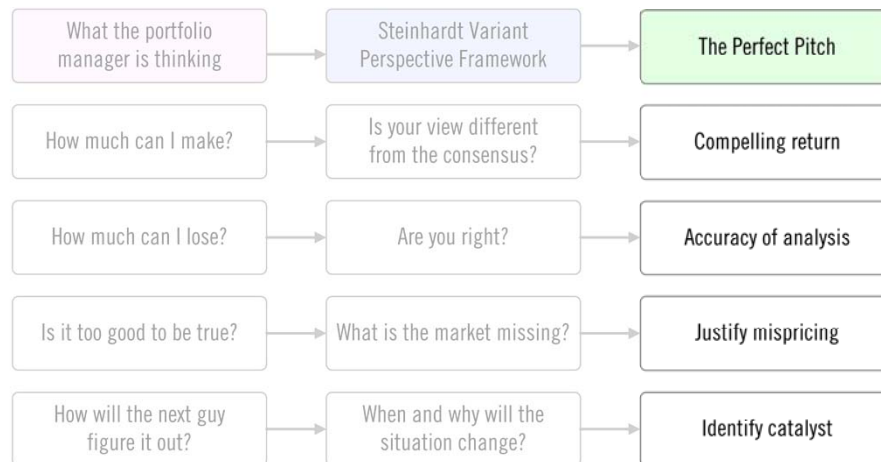 What the portfolio
manager is thinking
Steinhardt Variant
Perspective Framework
The Perfect Pitch
How much can I make?
Is your view different
from the consensus?
Compelling return
How much can I lose?
Are you right?
Accuracy of analysis
Is it too good to be true?
What is the market missing?
Justify mispricing
How will the next guy
figure it out?
When and why will the
situation change?
Identify catalyst